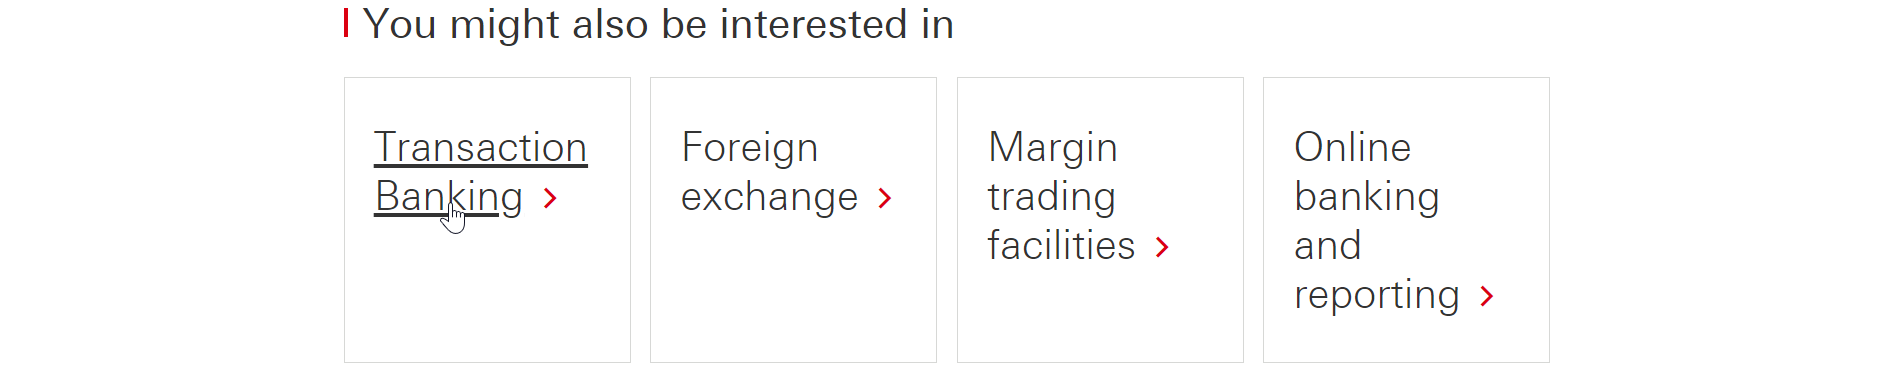 You might also be interested in
Transaction
Banking
Foreign
exchange
Margin
trading
facilities
Online
banking
and
reporting